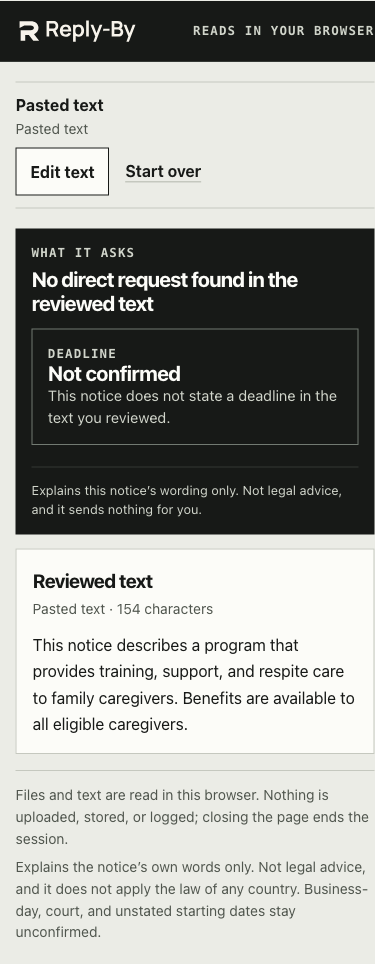 Reply-By
READS IN YOUR BROWSER
Pasted text
Pasted text
Edit text
Start over
WHAT IT ASKS
No direct request found in the
reviewed text
DEADLINE
Not confirmed
This notice does not state a deadline in the
text you reviewed.
Explains this notice's wording only. Not legal advice,
and it sends nothing for you.
Reviewed text
Pasted text · 154 characters
This notice describes a program that
provides training, support, and respite care
to family caregivers. Benefits are available to
all eligible caregivers.
Files and text are read in this browser. Nothing is
uploaded, stored, or logged; closing the page ends the
session.
Explains the notice's own words only. Not legal advice,
and it does not apply the law of any country. Business-
day, court, and unstated starting dates stay
unconfirmed.